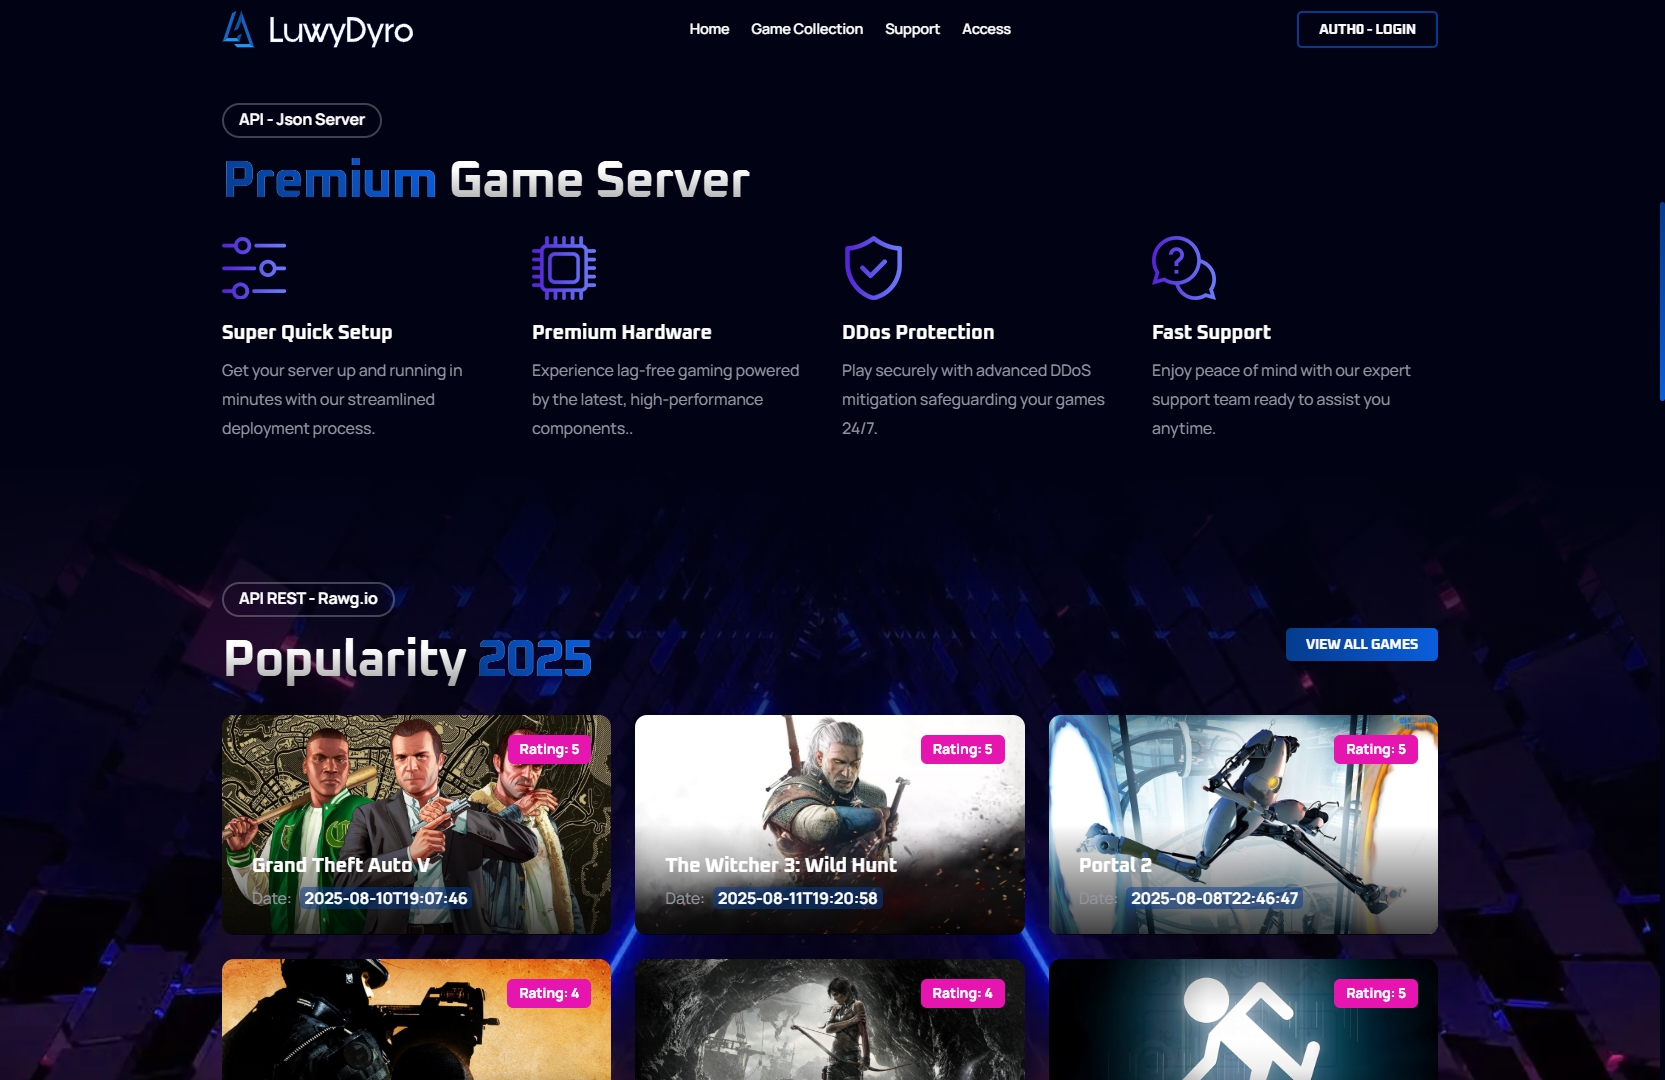 LuwyDyro
Home
Game Collection
Support
Access
AUTH0 - LOGIN
API - Json Server
Premium Game Server
Super Quick Setup
Get your server up and running in
minutes with our streamlined
deployment process.
Premium Hardware
Experience lag-free gaming powered
by the latest, high-performance
components..
DDos Protection
Play securely with advanced DDoS
mitigation safeguarding your games
24/7.
Fast Support
Enjoy peace of mind with our expert
support team ready to assist you
anytime.
API REST - Rawg.io
Popularity 2025
VIEW ALL GAMES
Rating: 5
Grand Theft Auto V
Date: 2025-08-10T19:07:46
Rating: 5
The Witcher 3: Wild Hunt
Date: 2025-08-11T19:20:58
Rating: 5
Portal 2
Date: 2025-08-08T22:46:47
Rating: 4
Rating: 4
Rating: 5